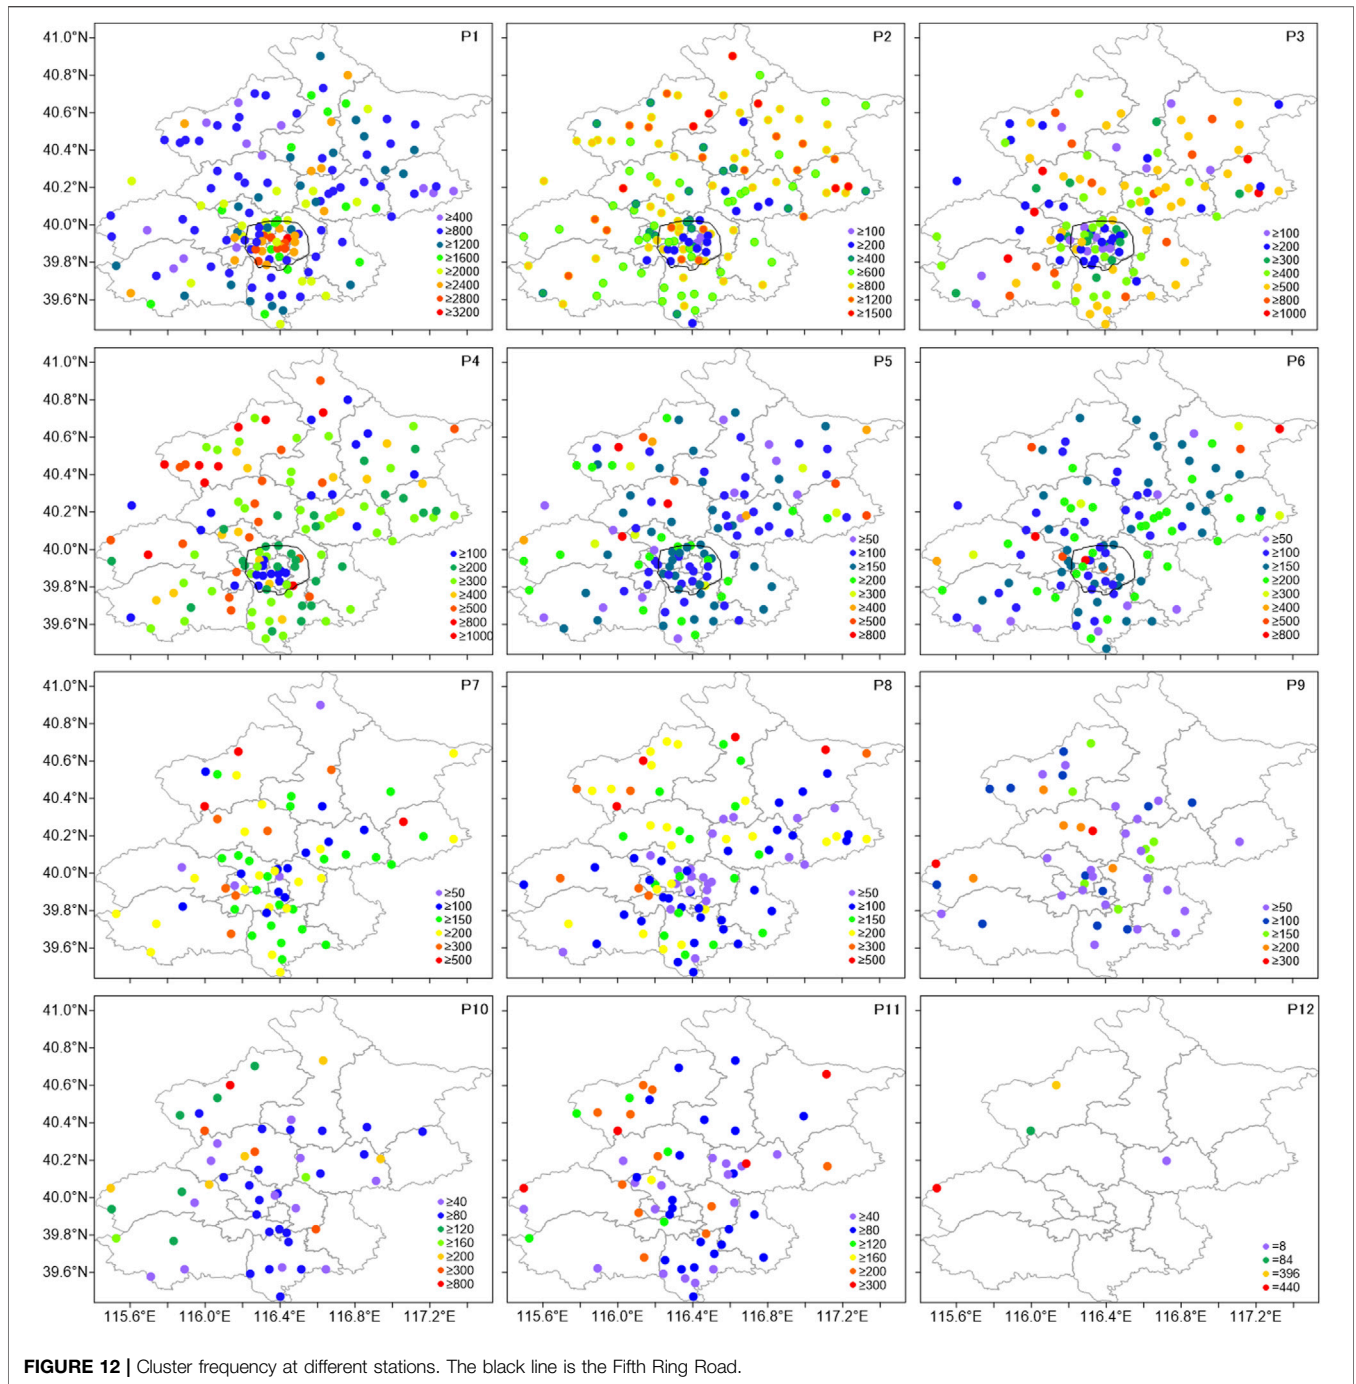 P1
41.0°N
40.8°N
40.6°N
40.4°N
40.2°N
40.0°N
39.8°N
39.6°N
≥400
≥800
≥1200
≥1600
≥2000
≥2400
≥2800
≥3200
P2
≥100
≥200
≥400
≥600
≥800
≥1200
≥1500
P3
≥100
≥200
≥300
≥400
≥500
≥800
≥1000
P4
41.0°N
40.8°N
40.6°N
40.4°N
40.2°N
40.0°N
39.8°N
39.6°N
≥100
≥200
≥300
≥400
≥500
≥800
≥1000
P5
≥50
≥100
≥150
≥200
≥300
≥400
≥500
≥800
P6
≥50
≥100
≥150
≥200
≥300
≥400
≥500
≥800
P7
41.0°N
40.8°N
40.6°N
40.4°N
40.2°N
40.0°N
39.8°N
39.6°N
≥50
≥100
≥150
≥200
≥300
≥500
P8
≥50
≥100
≥150
≥200
≥300
≥500
P9
≥50
≥100
≥150
≥200
≥300
P10
41.0°N
40.8°N
40.6°N
40.4°N
40.2°N
40.0°N
39.8°N
39.6°N
≥40
≥80
≥120
≥160
≥200
≥300
≥800
115.6°E 116.0°E 116.4°E 116.8°E 117.2°E
P11
≥40
≥80
≥120
≥160
≥200
≥300
115.6°E 116.0°E 116.4°E 116.8°E 117.2°E
P12
=8
=84
=396
=440
115.6°E 116.0°E 116.4°E 116.8°E 117.2°E
FIGURE 12 | Cluster frequency at different stations. The black line is the Fifth Ring Road.